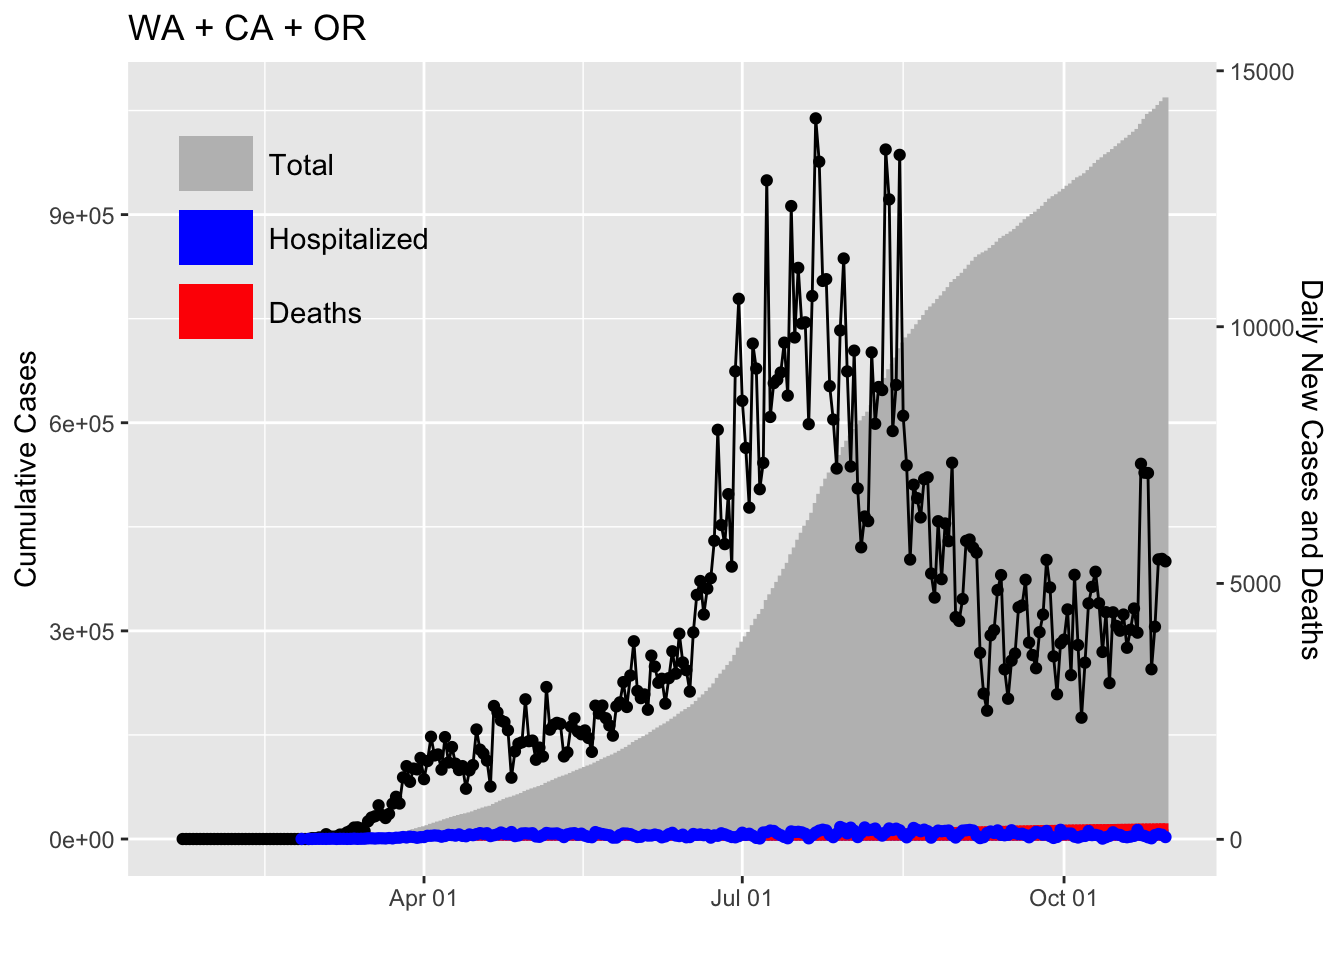 WA + CA + OR
Total
Hospitalized
Deaths
Cumulative Cases
9e+05
6e+05
3e+05
0e+00
15000
10000
5000
0
Daily New Cases and Deaths
Apr 01
Jul 01
Oct 01